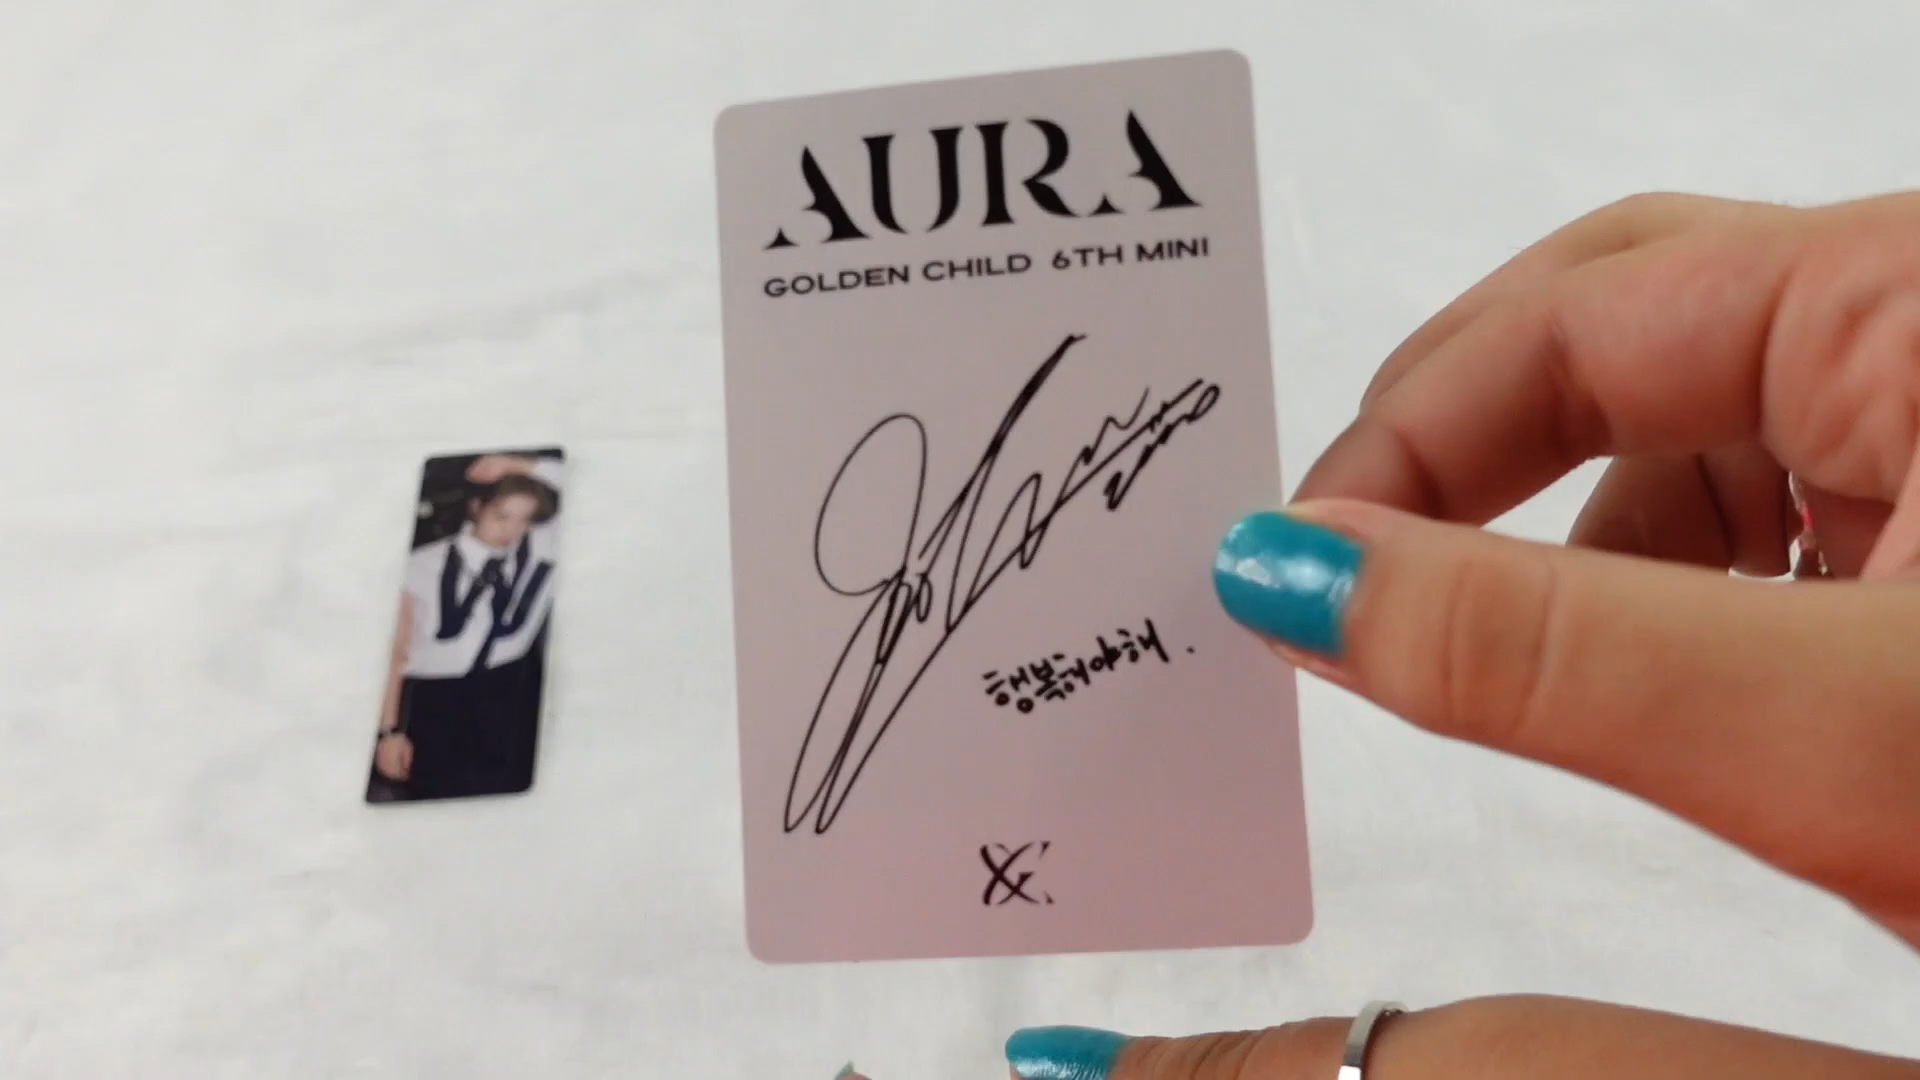 AURA
GOLDEN CHILD 6TH MINI
행복해야해.